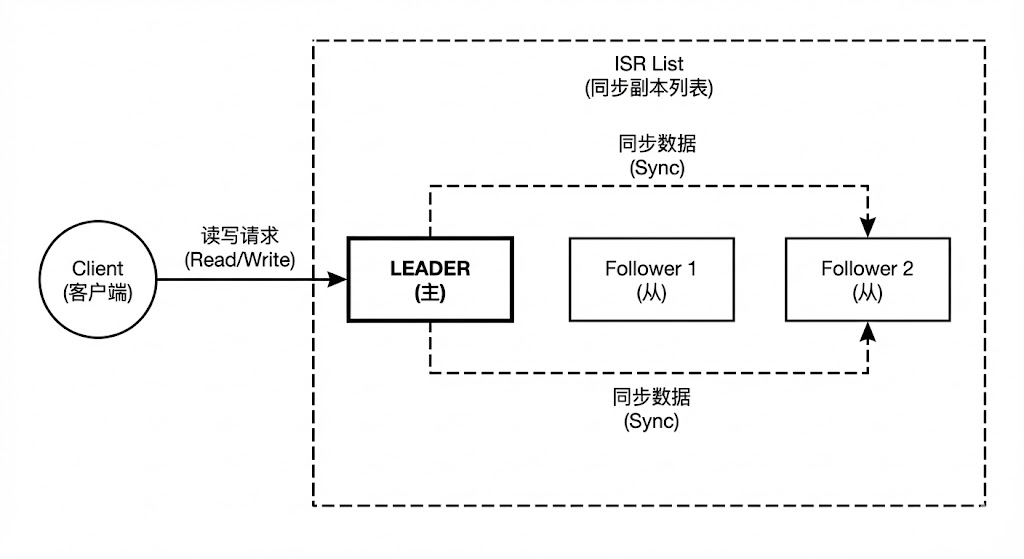 ISR List
(同步副本列表)
同步数据
(Sync)
读写请求
(Read/Write)
Client
(客户端)
LEADER
(主)
Follower 1
(从)
Follower 2
(从)
同步数据
(Sync)